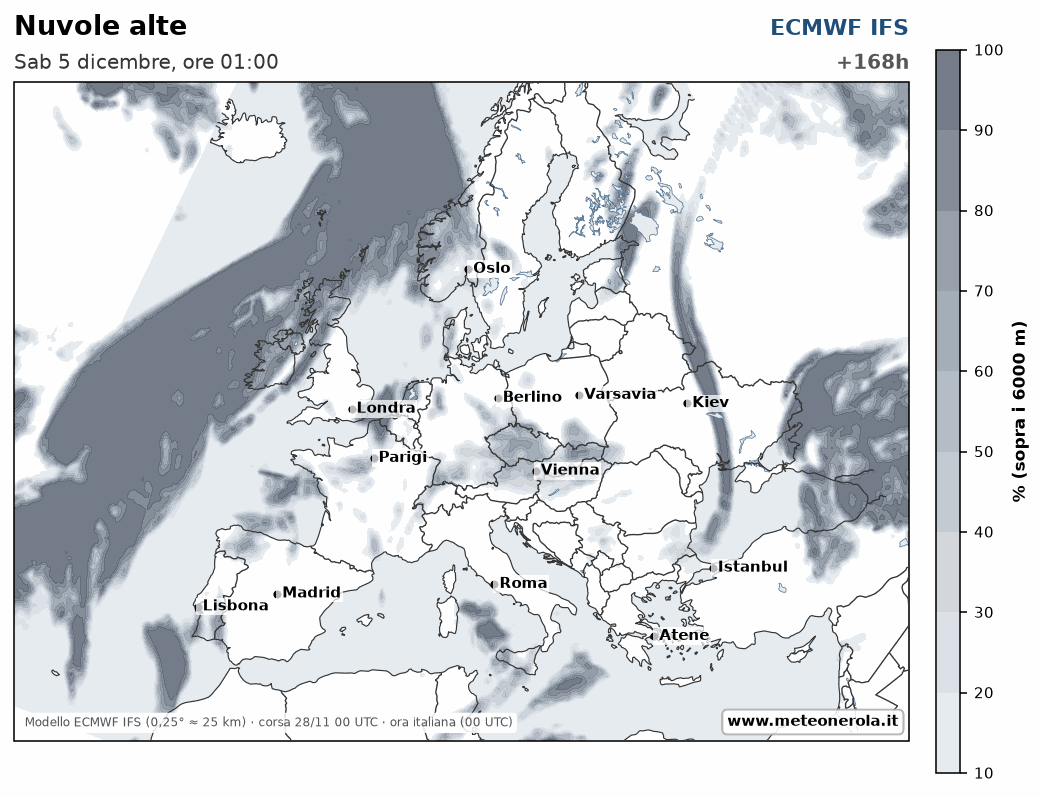 Nuvole alte
ECMWF IFS
Sab 5 dicembre, ore 01:00
+168h
100
90
80
70
60
50
40
30
20
10
% (sopra i 6000 m)
Oslo
Berlino
Varsavia
Kiev
Londra
Parigi
Vienna
Istanbul
Roma
Madrid
Lisbona
Atene
Modello ECMWF IFS (0,25° ≈ 25 km) · corsa 28/11 00 UTC · ora italiana (00 UTC)
www.meteonerola.it